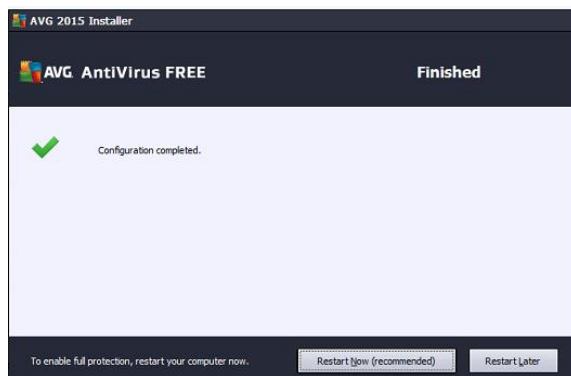 AVG 2015 Installer
AVG. AntiVirus FREE
Finished
Configuration completed.
To enable full protection, restart your computer now.
Restart Now (recommended)
Restart Later